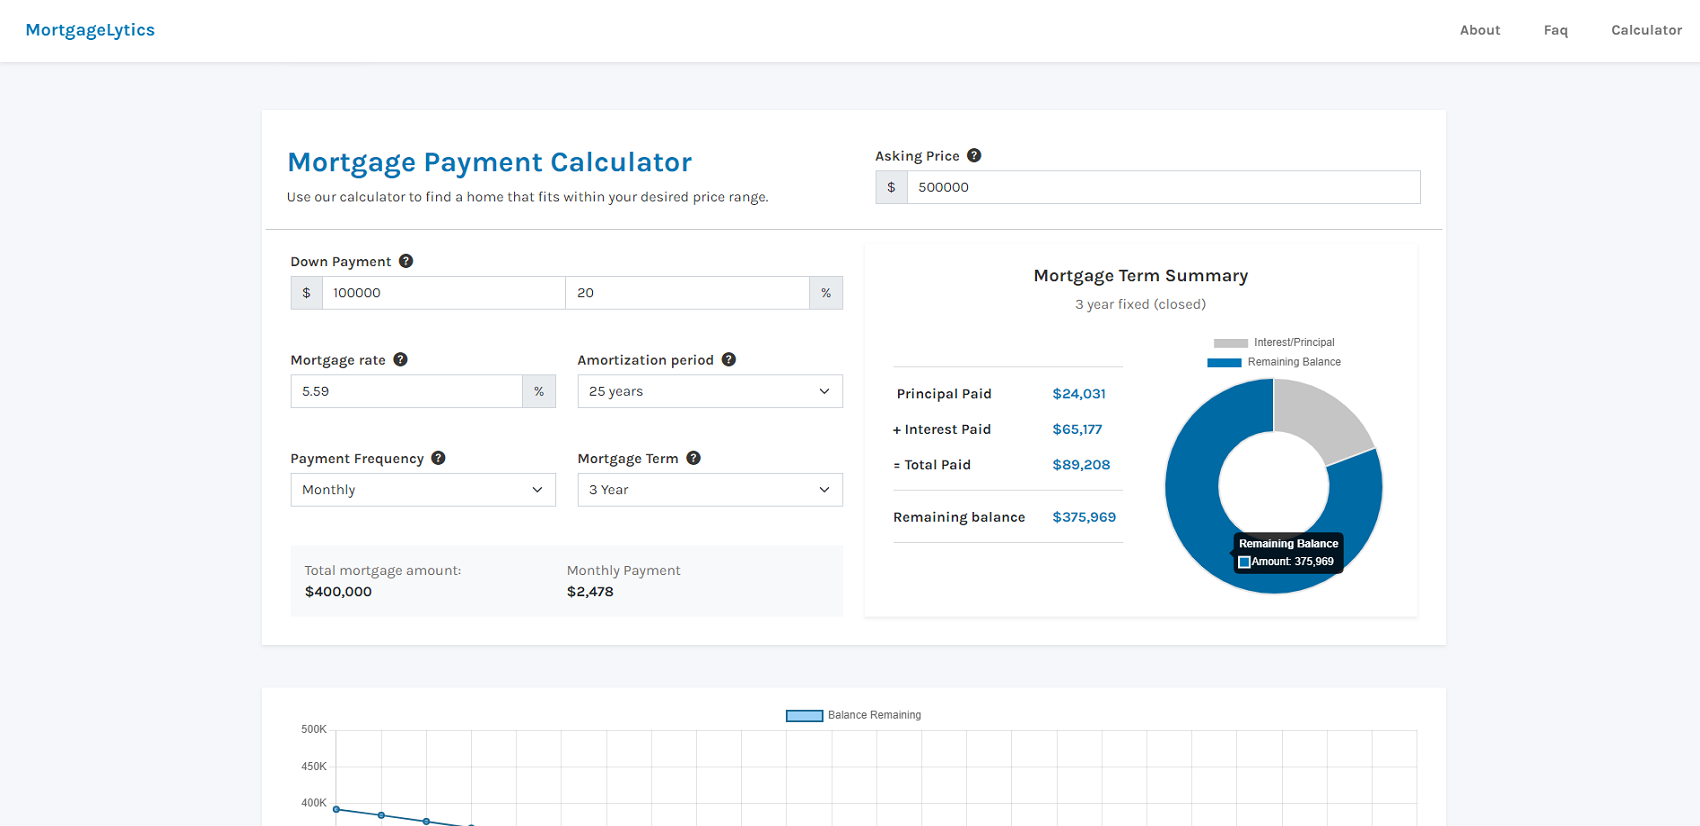 MortgageLytics
About Faq Calculator
Mortgage Payment Calculator
Use our calculator to find a home that fits within your desired price range.
Asking Price ?
$ 500000
Down Payment ?
$ 100000 20 %
Mortgage rate ?
5.59 %
Amortization period ?
25 years
Payment Frequency ?
Monthly
Mortgage Term ?
3 Year
Total mortgage amount:
$400,000
Monthly Payment
$2,478
Mortgage Term Summary
3 year fixed (closed)
Principal Paid $24,031
+ Interest Paid $65,177
= Total Paid $89,208
Remaining balance $375,969
Interest/Principal
Remaining Balance
Remaining Balance
Amount: 375,969
Balance Remaining
500K
450K
400K